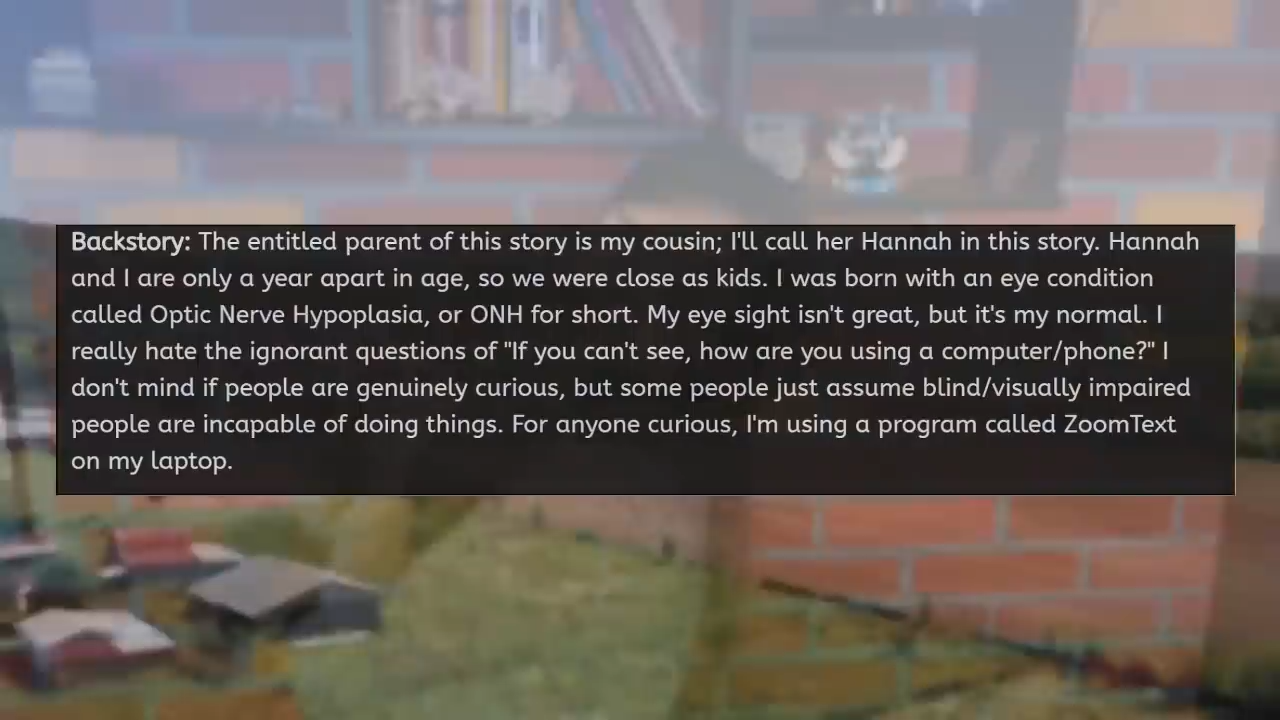 Backstory: The entitled parent of this story is my cousin; I'll call her Hannah in this story. Hannah
and I are only a year apart in age, so we were close as kids. I was born with an eye condition
called Optic Nerve Hypoplasia, or ONH for short. My eye sight isn't great, but it's my normal. I
really hate the ignorant questions of "If you can't see, how are you using a computer/phone?" I
don't mind if people are genuinely curious, but some people just assume blind/visually impaired
people are incapable of doing things. For anyone curious, I'm using a program called ZoomText
on my laptop.